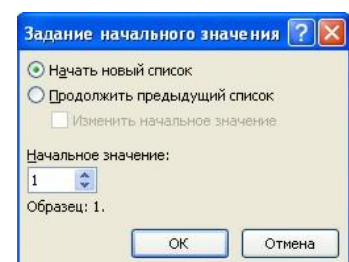 Задание начального значения
Начать новый список
Продолжить предыдущий список
Изменить начальное значение
Начальное значение:
1
Образец: 1.
ОК Отмена